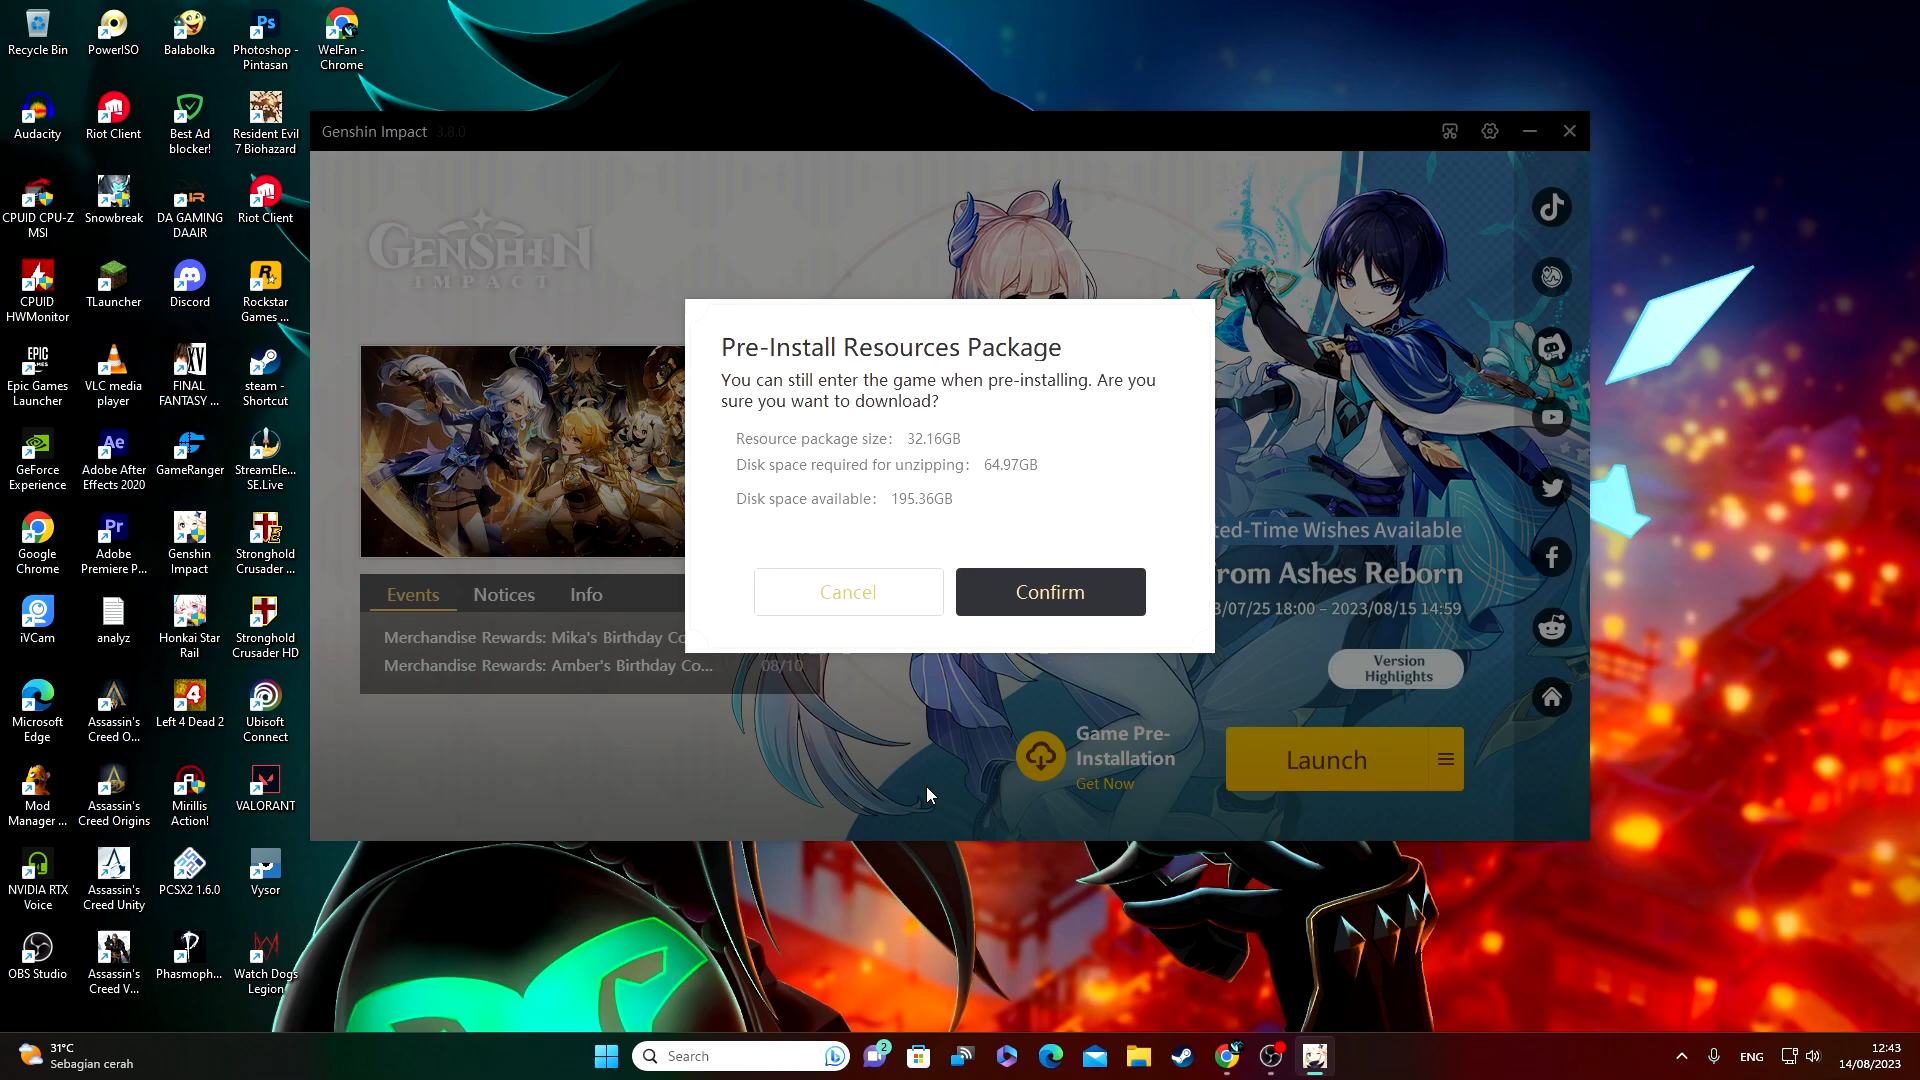 Recycle Bin
PowerISO
Balabolka
Photoshop -
Pintasan
WelFan -
Chrome
Audacity
Riot Client
Best Ad
blocker!
Resident Evil
7 Biohazard
CPUID CPU-Z
MSI
Snowbreak
DA GAMING
DAAIR
Riot Client
CPUID
HWMonitor
TLauncher
Discord
Rockstar
Games ...
Epic Games
Launcher
VLC media
player
FINAL
FANTASY ...
steam -
Shortcut
GeForce
Experience
Adobe After
Effects 2020
GameRanger
StreamEle...
SE.Live
Google
Chrome
Adobe
Premiere P...
Genshin
Impact
Stronghold
Crusader ...
iVCam
analyz
Honkai Star
Rail
Stronghold
Crusader HD
Microsoft
Edge
Assassin's
Creed O...
Left 4 Dead 2
Ubisoft
Connect
Mod
Manager ...
Assassin's
Creed Origins
Mirillis
Action!
VALORANT
NVIDIA RTX
Voice
Assassin's
Creed Unity
PCSX2 1.6.0
Vysor
OBS Studio
Assassin's
Creed V...
Phasmoph...
Watch Dogs
Legion
Genshin Impact 3.8.0
GENSHIN
IMPACT
Pre-Install Resources Package
You can still enter the game when pre-installing. Are you
sure you want to download?
Resource package size: 32.16GB
Disk space required for unzipping: 64.97GB
Disk space available: 195.36GB
Cancel
Confirm
Events
Notices
Info
Merchandise Rewards: Mika's Birthday Co
Merchandise Rewards: Amber's Birthday Co... 08/10
ted-Time Wishes Available
rom Ashes Reborn
3/07/25 18:00 – 2023/08/15 14:59
Version
Highlights
Game Pre-
Installation
Get Now
Launch
31°C
Sebagian cerah
Search
2
ENG
12:43
14/08/2023